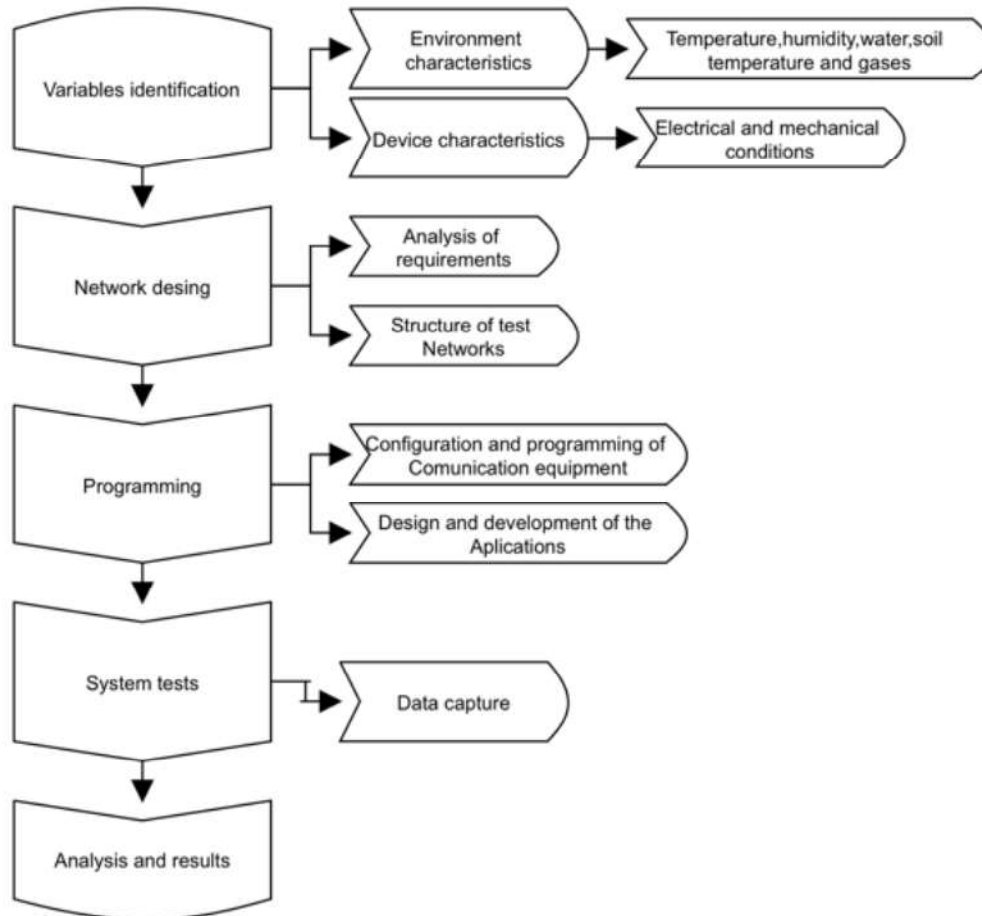 Variables identification
Environment
characteristics
Temperature,humidity,water,soil
temperature and gases
Device characteristics
Electrical and mechanical
conditions
Network desing
Analysis of
requirements
Structure of test
Networks
Programming
Configuration and programming of
Comunication equipment
Design and development of the
Aplications
System tests
Data capture
Analysis and results